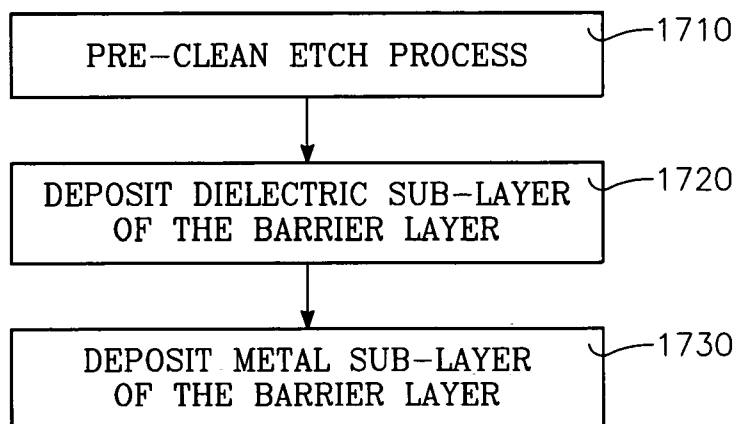 PRE-CLEAN ETCH PROCESS
1710
DEPOSIT DIELECTRIC SUB-LAYER
OF THE BARRIER LAYER
1720
DEPOSIT METAL SUB-LAYER
OF THE BARRIER LAYER
1730